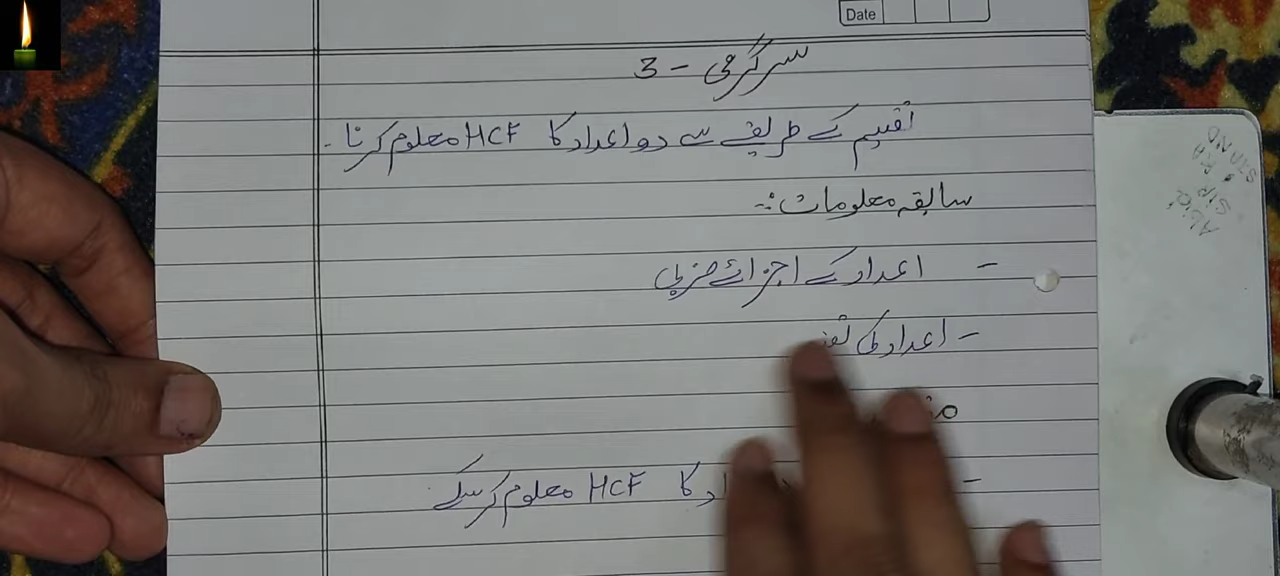 Date
سرگرمی - 3
تقسیم کے طریقے سے دو اعداد کا HCF معلوم کرنا ۔
سابقہ معلومات :-
- اعداد کے اجزائے ضربی
- اعداد کی
- کا HCF معلوم کر سکے